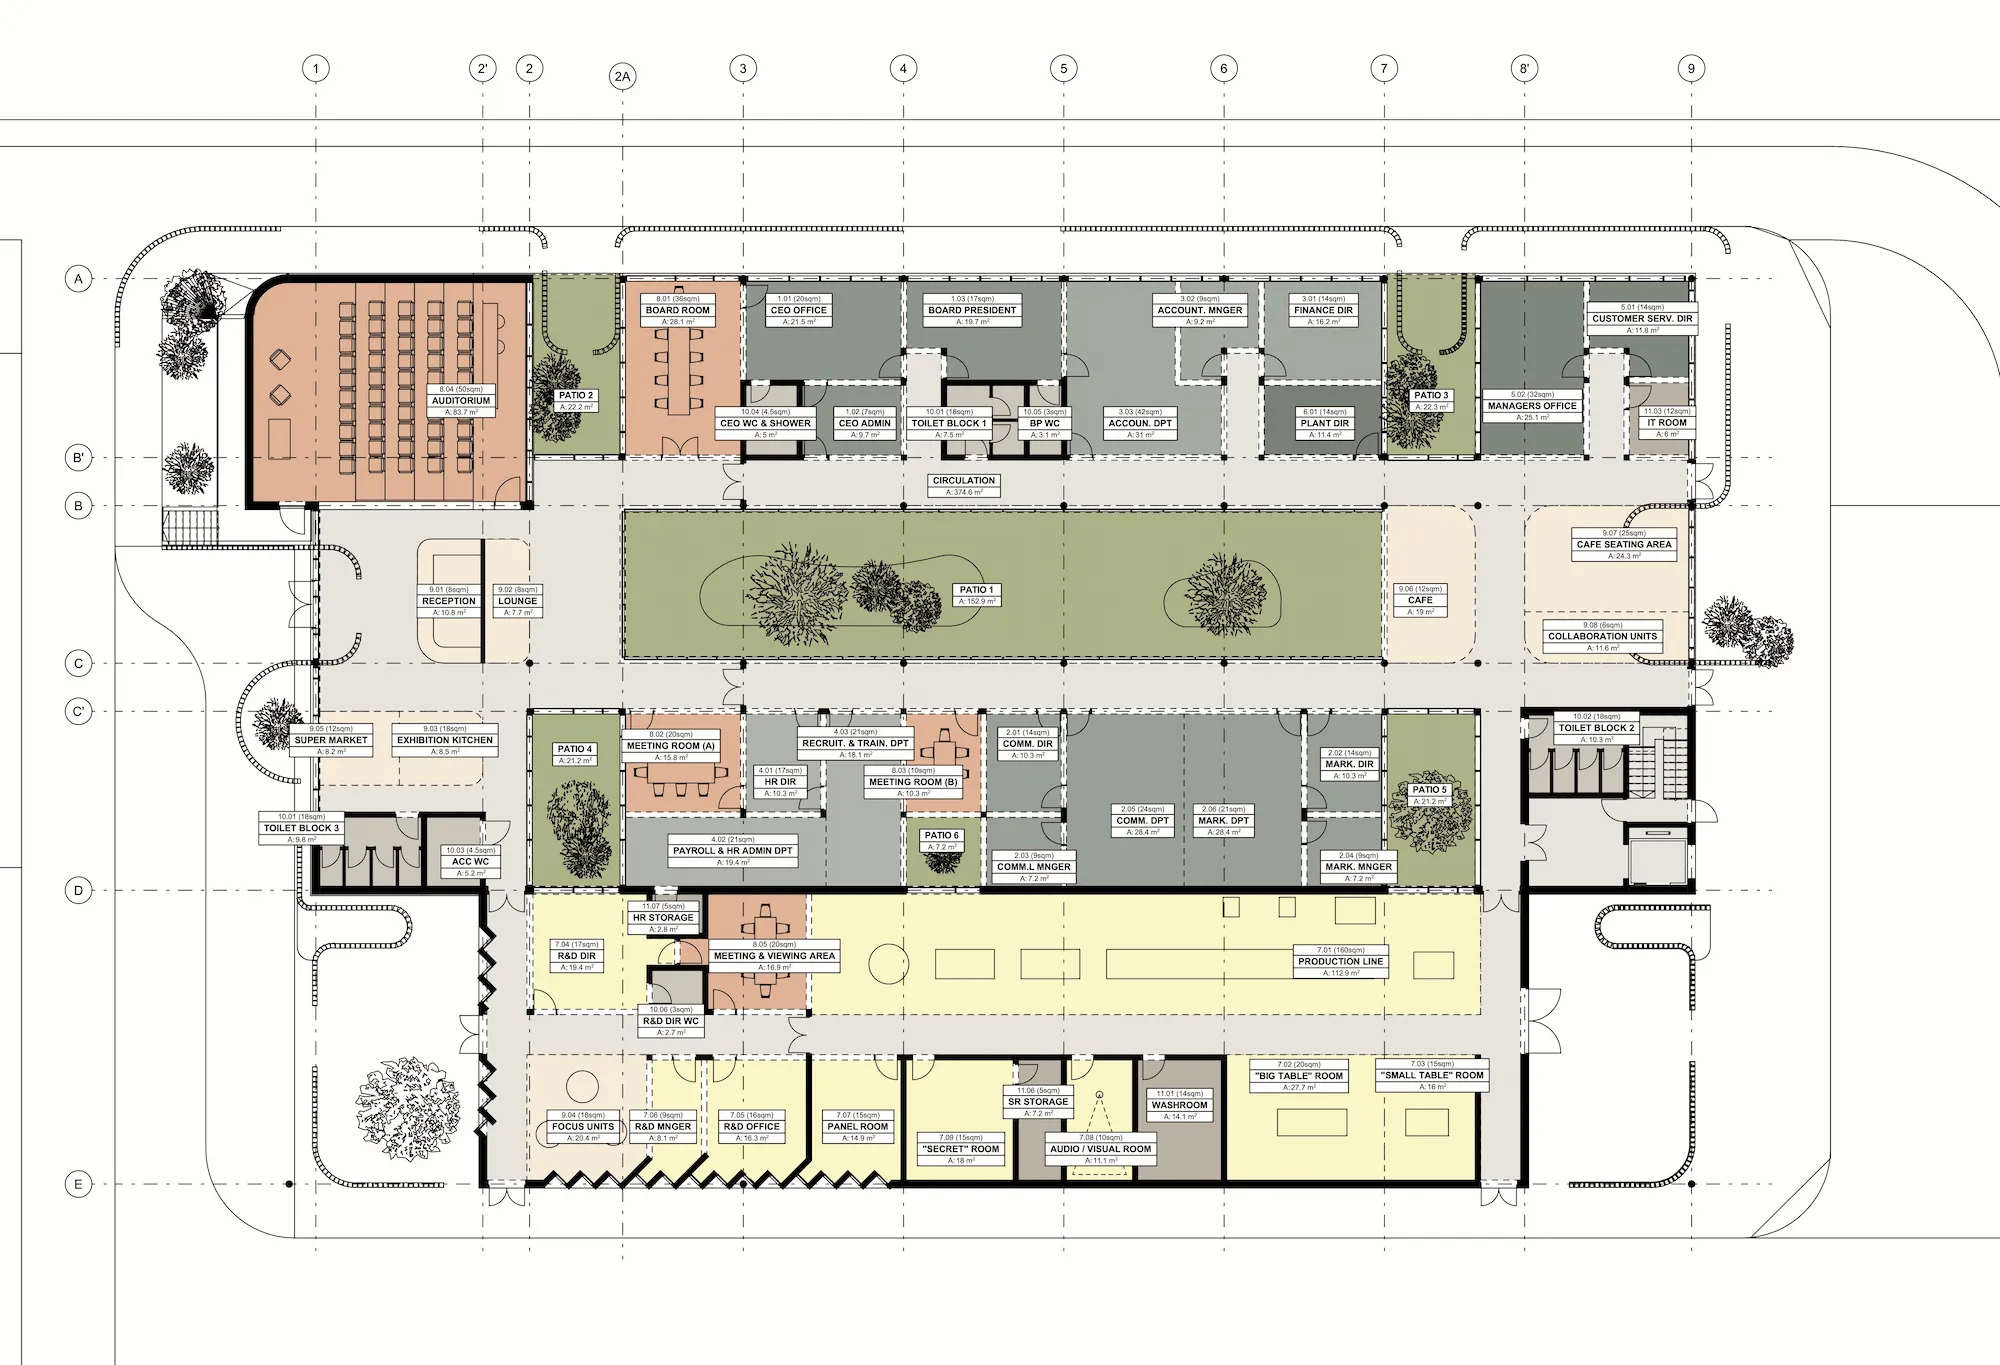 1
2'
2
2A
3
4
5
6
7
8'
9
A
B'
B
C
C'
D
E
8.04 (50sqm)
AUDITORIUM
A: 83.7 m²
PATIO 2
A: 22.2 m²
8.01 (36sqm)
BOARD ROOM
A: 28.1 m²
1.01 (20sqm)
CEO OFFICE
A: 21.5 m²
1.03 (17sqm)
BOARD PRESIDENT
A: 19.7 m²
3.02 (9sqm)
ACCOUNT. MNGER
A: 9.2 m²
3.01 (14sqm)
FINANCE DIR
A: 16.2 m²
5.01 (14sqm)
CUSTOMER SERV. DIR
A: 11.8 m²
10.04 (4.5sqm)
CEO WC & SHOWER
A: 5 m²
1.02 (7sqm)
CEO ADMIN
A: 9.7 m²
10.01 (18sqm)
TOILET BLOCK 1
A: 7.5 m²
10.05 (3sqm)
BP WC
A: 3.1 m²
3.03 (42sqm)
ACCOUN. DPT
A: 31 m²
6.01 (14sqm)
PLANT DIR
A: 11.4 m²
PATIO 3
A: 22.3 m²
5.02 (32sqm)
MANAGERS OFFICE
A: 25.1 m²
11.03 (12sqm)
IT ROOM
A: 6 m²
CIRCULATION
A: 374.6 m²
9.07 (25sqm)
CAFE SEATING AREA
A: 24.3 m²
9.01 (8sqm)
RECEPTION
A: 10.8 m²
9.02 (8sqm)
LOUNGE
A: 7.7 m²
PATIO 1
A: 152.9 m²
9.06 (12sqm)
CAFE
A: 19 m²
9.08 (6sqm)
COLLABORATION UNITS
A: 11.6 m²
9.05 (12sqm)
SUPER MARKET
A: 8.2 m²
9.03 (18sqm)
EXHIBITION KITCHEN
A: 8.5 m²
PATIO 4
A: 21.2 m²
8.02 (20sqm)
MEETING ROOM (A)
A: 15.8 m²
4.01 (17sqm)
HR DIR
A: 10.3 m²
4.03 (21sqm)
RECRUIT. & TRAIN. DPT
A: 18.1 m²
8.03 (10sqm)
MEETING ROOM (B)
A: 10.3 m²
2.01 (14sqm)
COMM. DIR
A: 10.3 m²
2.02 (14sqm)
MARK. DIR
A: 10.3 m²
10.02 (18sqm)
TOILET BLOCK 2
A: 10.3 m²
10.01 (18sqm)
TOILET BLOCK 3
A: 9.8 m²
10.03 (4.5sqm)
ACC WC
A: 5.2 m²
4.02 (21sqm)
PAYROLL & HR ADMIN DPT
A: 19.4 m²
PATIO 6
A: 7.2 m²
2.03 (9sqm)
COMM.L MNGER
A: 7.2 m²
2.05 (24sqm)
COMM. DPT
A: 28.4 m²
2.06 (21sqm)
MARK. DPT
A: 28.4 m²
2.04 (9sqm)
MARK. MNGER
A: 7.2 m²
PATIO 5
A: 21.2 m²
11.07 (5sqm)
HR STORAGE
A: 2.8 m²
7.04 (17sqm)
R&D DIR
A: 19.4 m²
8.05 (20sqm)
MEETING & VIEWING AREA
A: 16.9 m²
7.01 (160sqm)
PRODUCTION LINE
A: 112.9 m²
10.06 (3sqm)
R&D DIR WC
A: 2.7 m²
9.04 (18sqm)
FOCUS UNITS
A: 20.4 m²
7.06 (9sqm)
R&D MNGER
A: 8.1 m²
7.05 (16sqm)
R&D OFFICE
A: 16.3 m²
7.07 (15sqm)
PANEL ROOM
A: 14.9 m²
7.09 (15sqm)
"SECRET" ROOM
A: 18 m²
11.06 (5sqm)
SR STORAGE
A: 7.2 m²
7.08 (10sqm)
AUDIO / VISUAL ROOM
A: 11.1 m²
11.01 (14sqm)
WASHROOM
A: 14.1 m²
7.02 (20sqm)
"BIG TABLE" ROOM
A: 27.7 m²
7.03 (15sqm)
"SMALL TABLE" ROOM
A: 16 m²